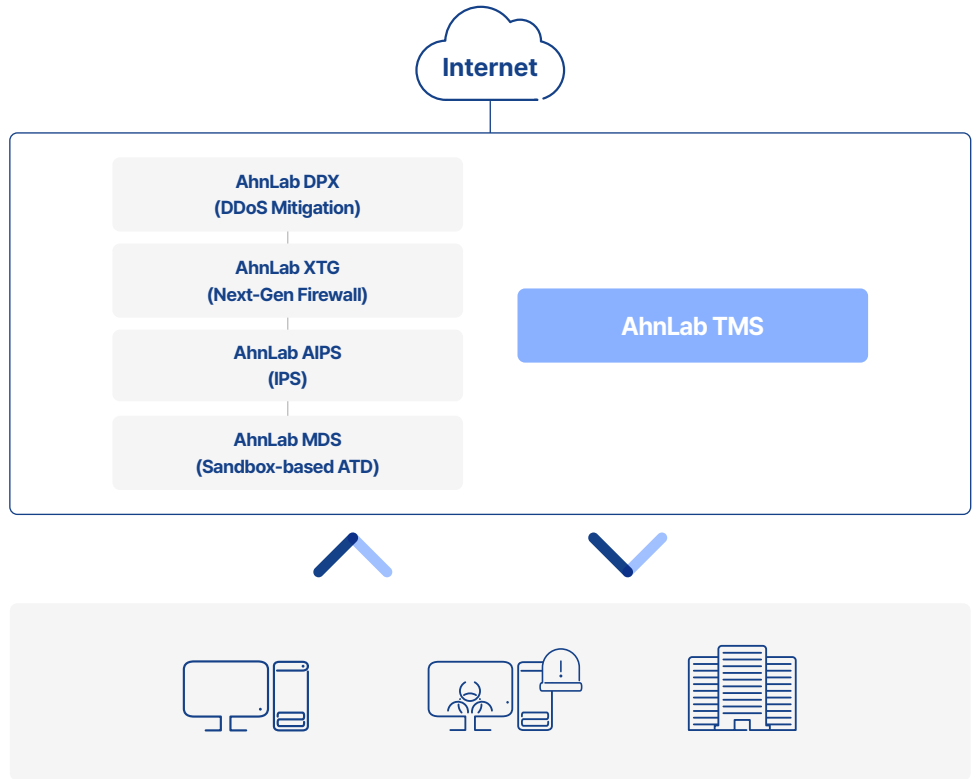 Internet
AhnLab DPX
(DDoS Mitigation)
AhnLab XTG
(Next-Gen Firewall)
AhnLab AIPS
(IPS)
AhnLab MDS
(Sandbox-based ATD)
AhnLab TMS